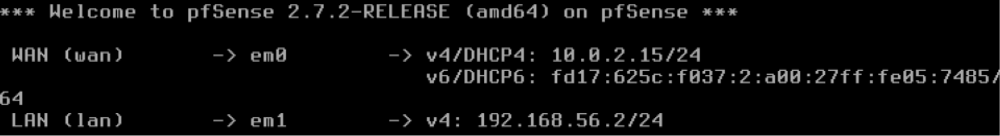 *** Welcome to pfSense 2.7.2-RELEASE (amd64) on pfSense ***
WAN (wan) -> em0 -> v4/DHCP4: 10.0.2.15/24
v6/DHCP6: fd17:625c:f037:2:a00:27ff:fe05:7485/
64
LAN (lan) -> em1 -> v4: 192.168.56.2/24